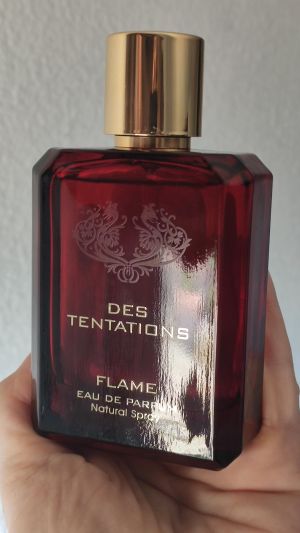 DES
TENTATIONS
FLAME
EAU DE PARFUM
Natural Spray